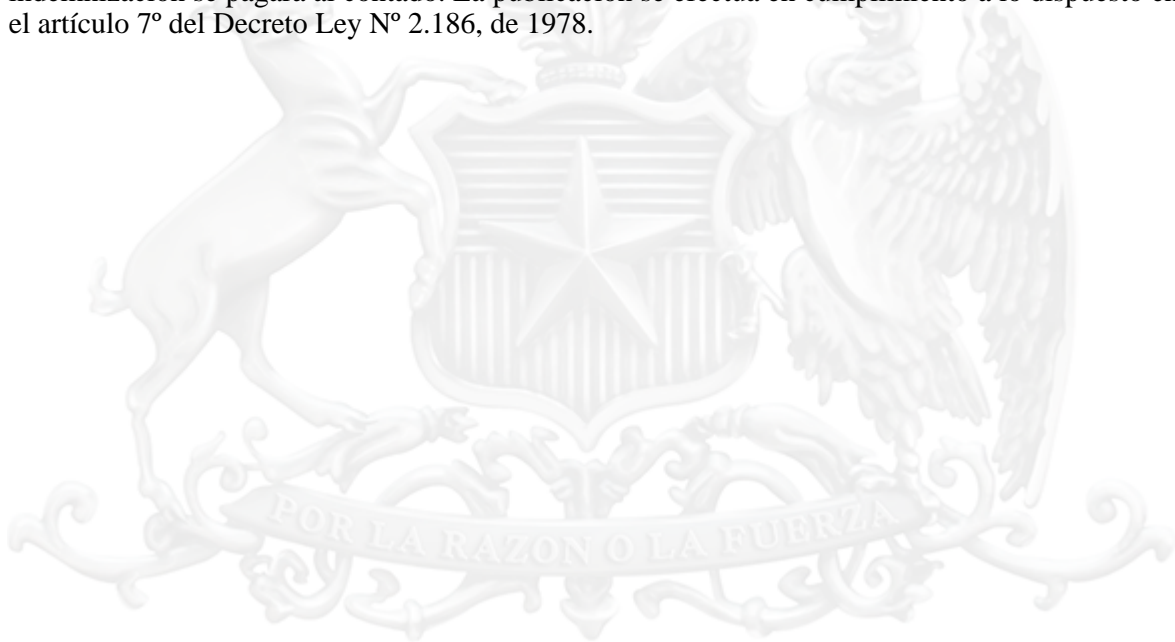 indemnización se pagará al contado. La publicación se efectúa en cumplimiento a lo dispuesto en
el artículo 7º del Decreto Ley Nº 2.186, de 1978.
POR LA RAZON O LA FUERZA